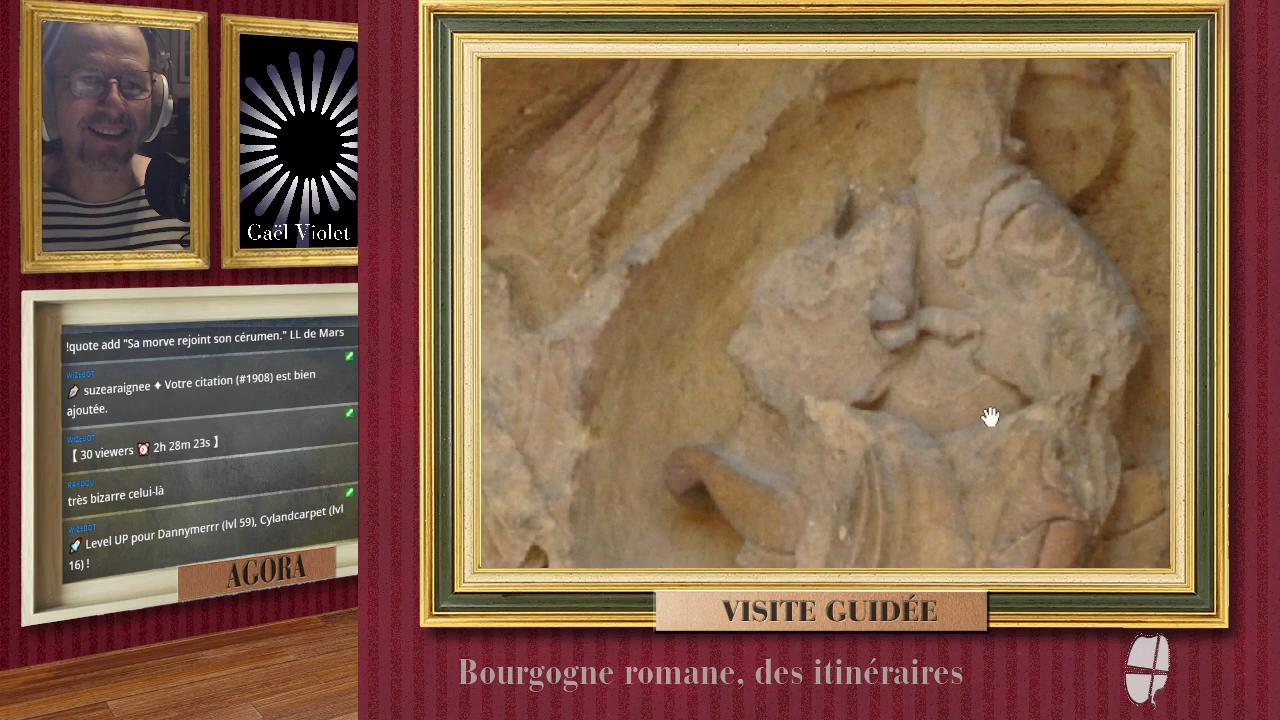 Gaël Violet
!quote add "Sa morve rejoint son cérumen." LL de Mars
WIZEBOT
suzearaignee ✦ Votre citation (#1908) est bien
ajoutée.
WIZEBOT
【 30 viewers ⏰ 2h 28m 23s 】
très bizarre celui-là
WIZEBOT
🚀 Level UP pour Dannymerrr (lvl 59), Cylandcarpet (lvl
16) !
AGORA
VISITE GUIDÉE
Bourgogne romane, des itinéraires